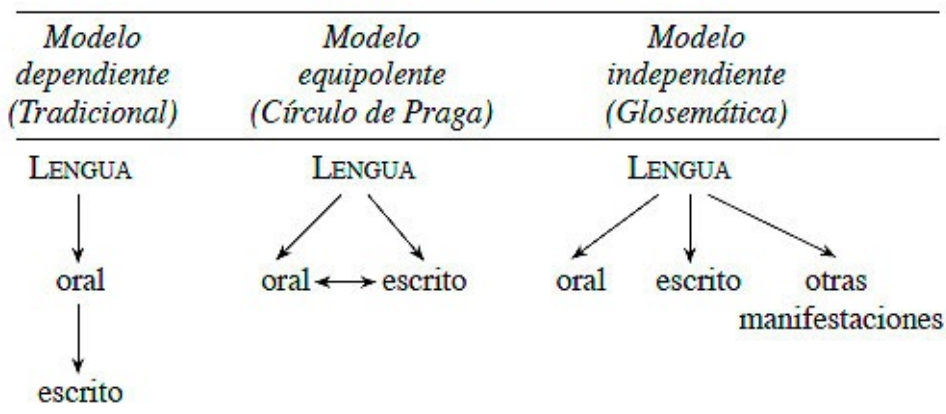 Modelo
dependiente
(Tradicional)
Modelo
equipolente
(Círculo de Praga)
Modelo
independiente
(Glosemática)
LENGUA
oral
escrito
LENGUA
oral escrito
LENGUA
oral escrito otras
manifestaciones